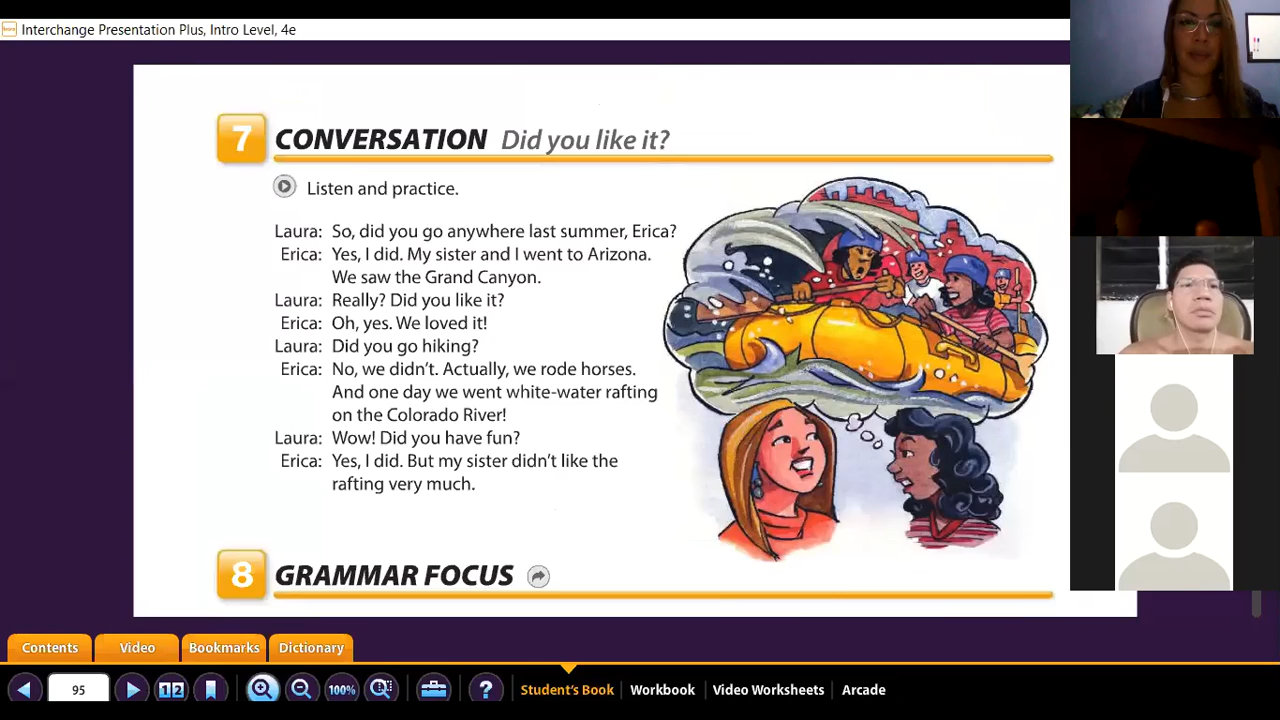 Interchange Presentation Plus, Intro Level, 4e
7 CONVERSATION Did you like it?
Listen and practice.
Laura: So, did you go anywhere last summer, Erica?
Erica: Yes, I did. My sister and I went to Arizona.
We saw the Grand Canyon.
Laura: Really? Did you like it?
Erica: Oh, yes. We loved it!
Laura: Did you go hiking?
Erica: No, we didn't. Actually, we rode horses.
And one day we went white-water rafting
on the Colorado River!
Laura: Wow! Did you have fun?
Erica: Yes, I did. But my sister didn't like the
rafting very much.
8 GRAMMAR FOCUS
Contents Video Bookmarks Dictionary
95 12 100% ? Student's Book Workbook Video Worksheets Arcade